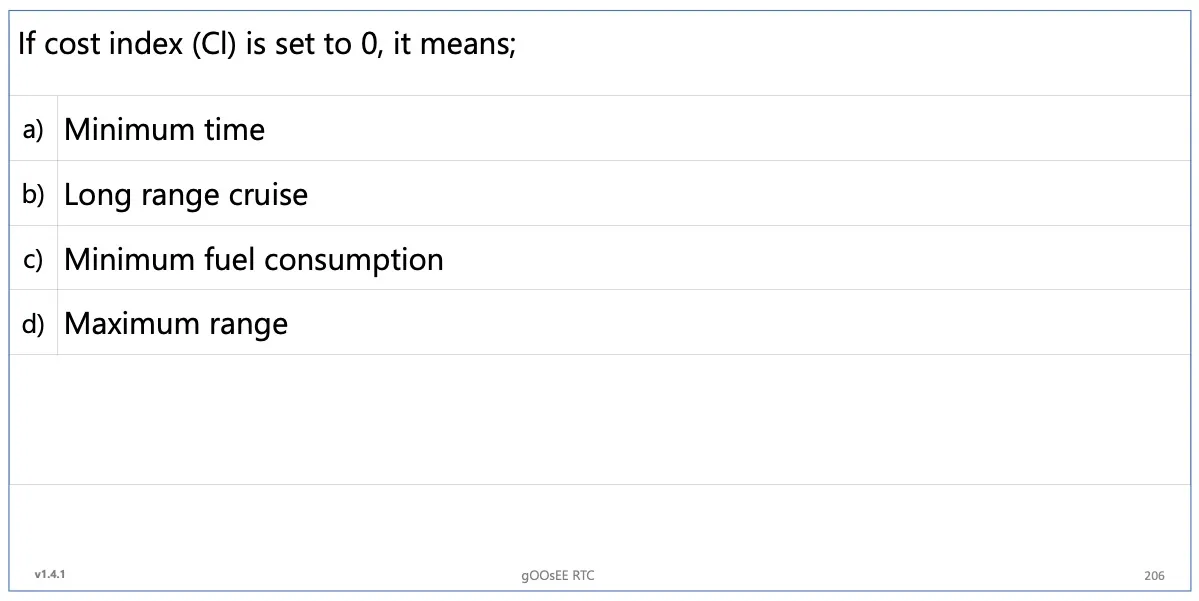 If cost index (Cl) is set to 0, it means;
a) Minimum time
b) Long range cruise
c) Minimum fuel consumption
d) Maximum range
v1.4.1 gOOsEE RTC 206